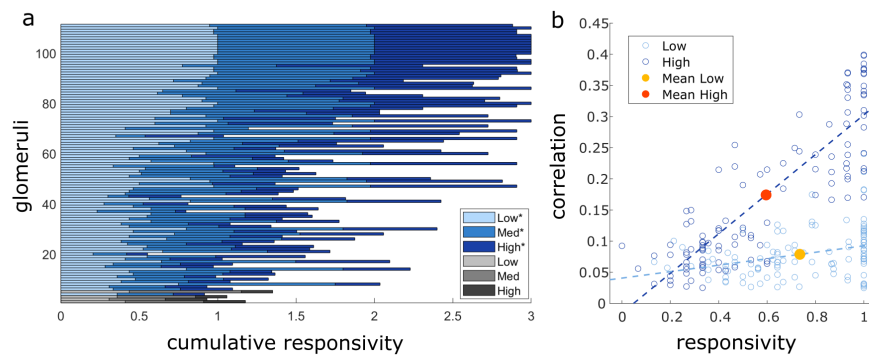 a
glomeruli
100
80
60
40
20
0 0.5 1 1.5 2 2.5 3
cumulative responsivity
Low*
Med*
High*
Low
Med
High
b
correlation
0.45
0.4
0.35
0.3
0.25
0.2
0.15
0.1
0.05
0
0 0.2 0.4 0.6 0.8 1
responsivity
Low
High
Mean Low
Mean High